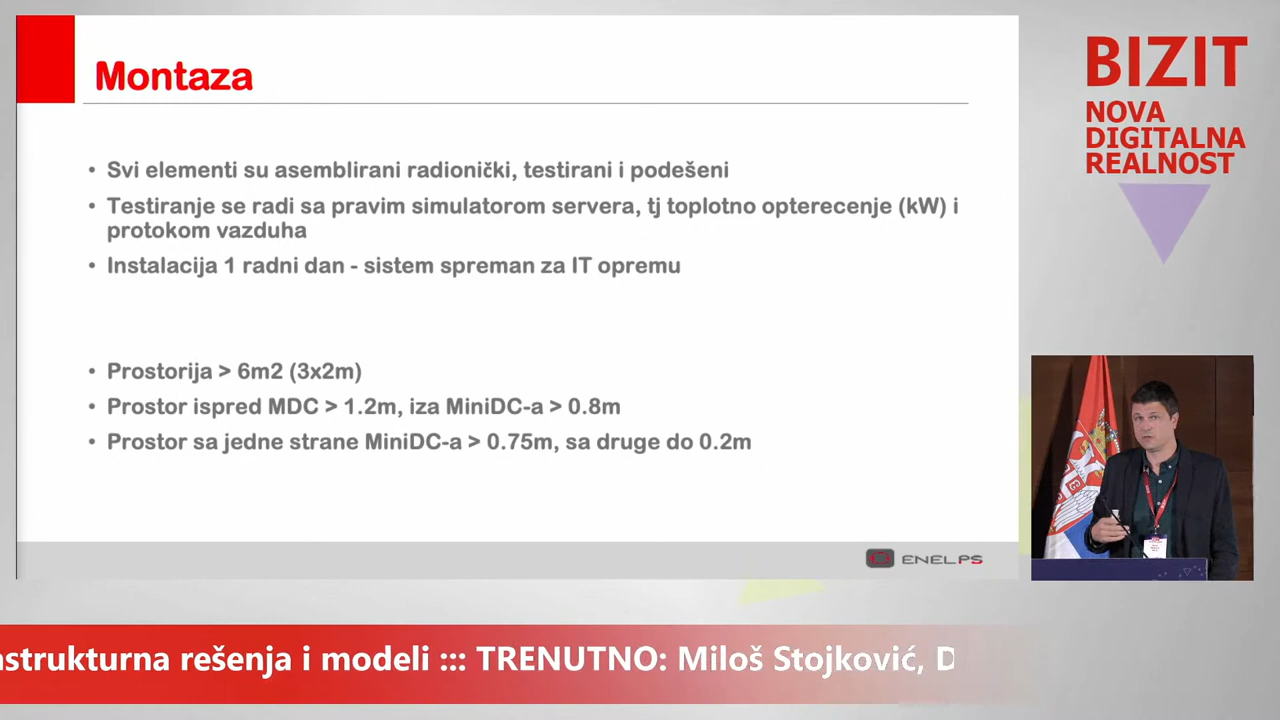 Montaza
• Svi elementi su asemblirani radionički, testirani i podešeni
• Testiranje se radi sa pravim simulatorom servera, tj toplotno opterecenje (kW) i
protokom vazduha
• Instalacija 1 radni dan - sistem spreman za IT opremu
• Prostorija > 6m2 (3x2m)
• Prostor ispred MDC > 1.2m, iza MiniDC-a > 0.8m
• Prostor sa jedne strane MiniDC-a > 0.75m, sa druge do 0.2m
ENEL PS
BIZIT
NOVA
DIGITALNA
REALNOST
astrukturna rešenja i modeli ::: TRENUTNO: Miloš Stojković, D